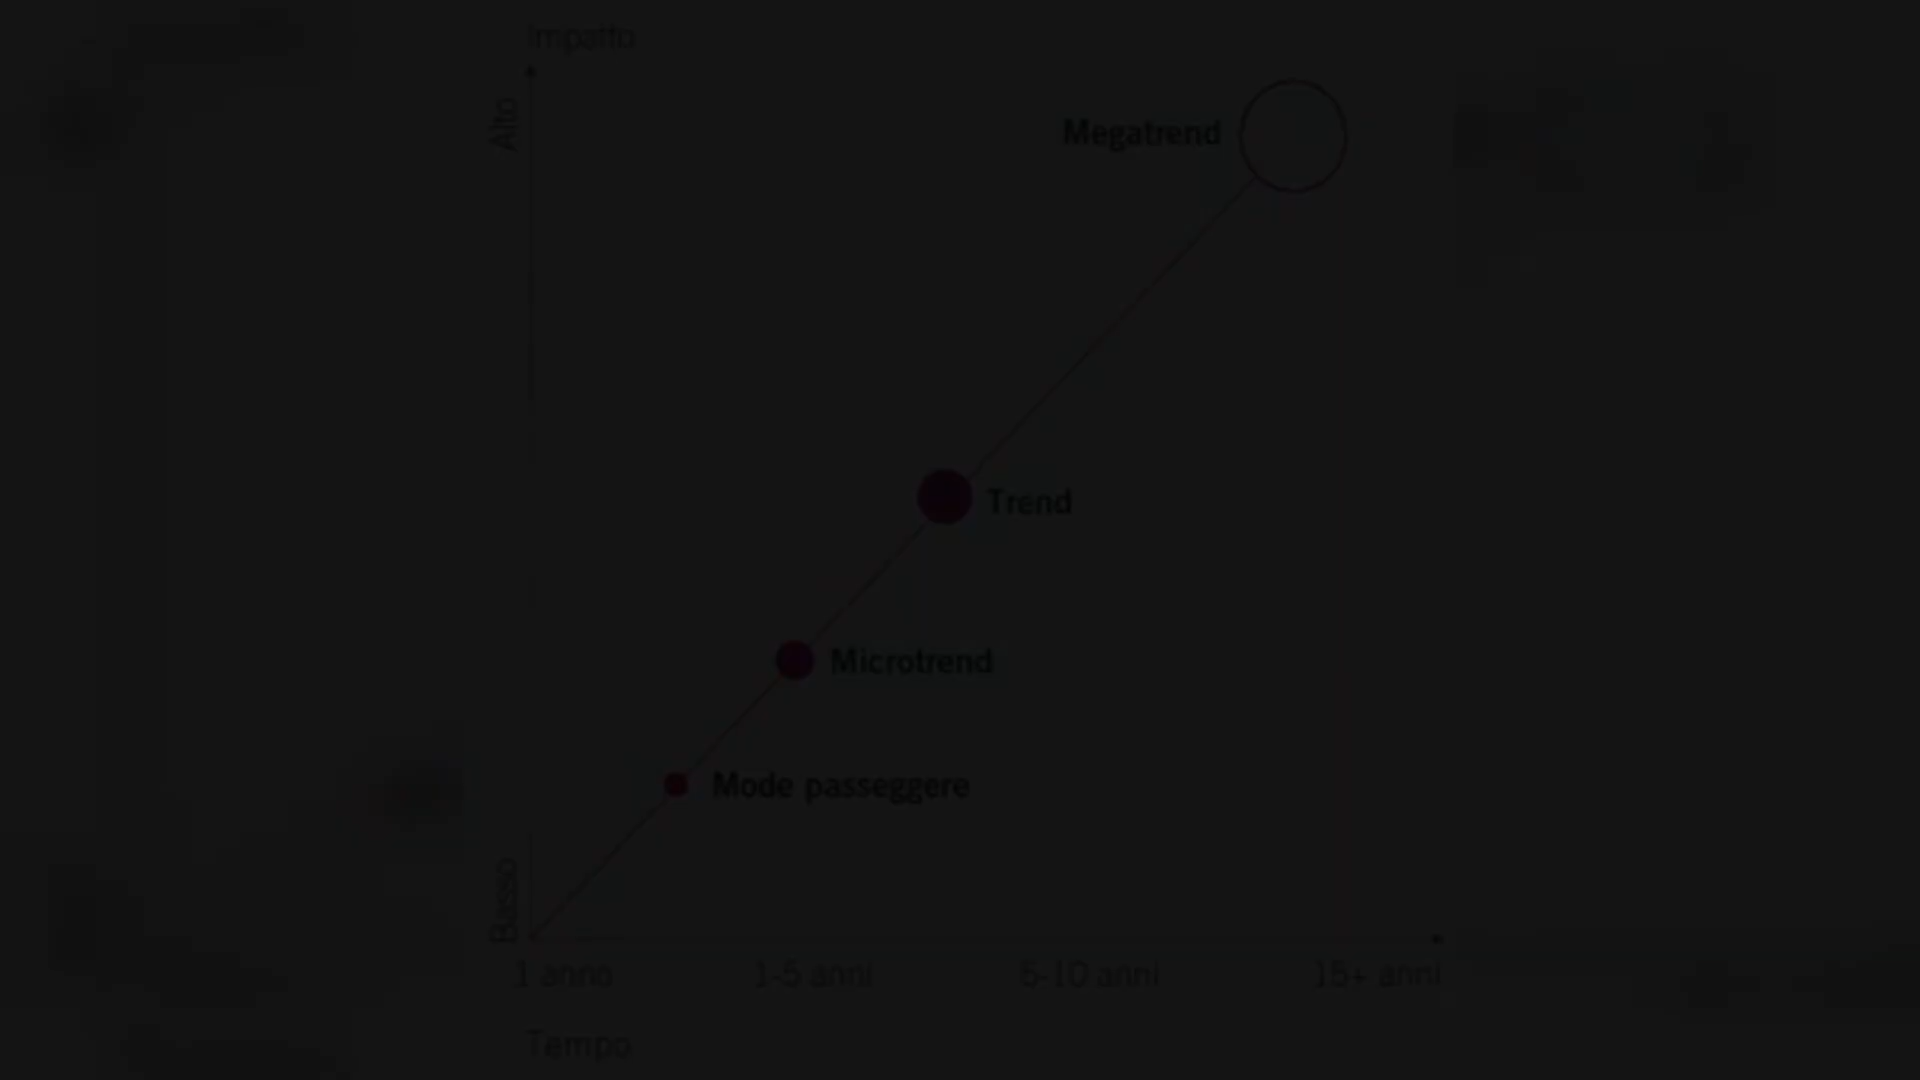 Impatto
Alto
Megatrend
Trend
Microtrend
Mode passeggere
Basso
1 anno
1-5 anni
5-10 anni
15+ anni
Tempo